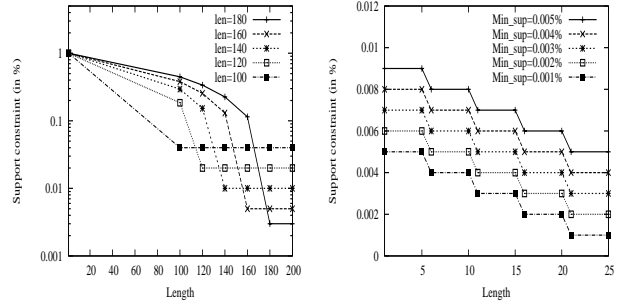 len=180
len=160
len=140
len=120
len=100
1
0.1
0.01
0.001
20 40 60 80 100 120 140 160 180 200
Length
Support constraint (in %)
Min_sup=0.005%
Min_sup=0.004%
Min_sup=0.003%
Min_sup=0.002%
Min_sup=0.001%
0.012
0.01
0.008
0.006
0.004
0.002
0
5 10 15 20 25
Length
Support constraint (in %)